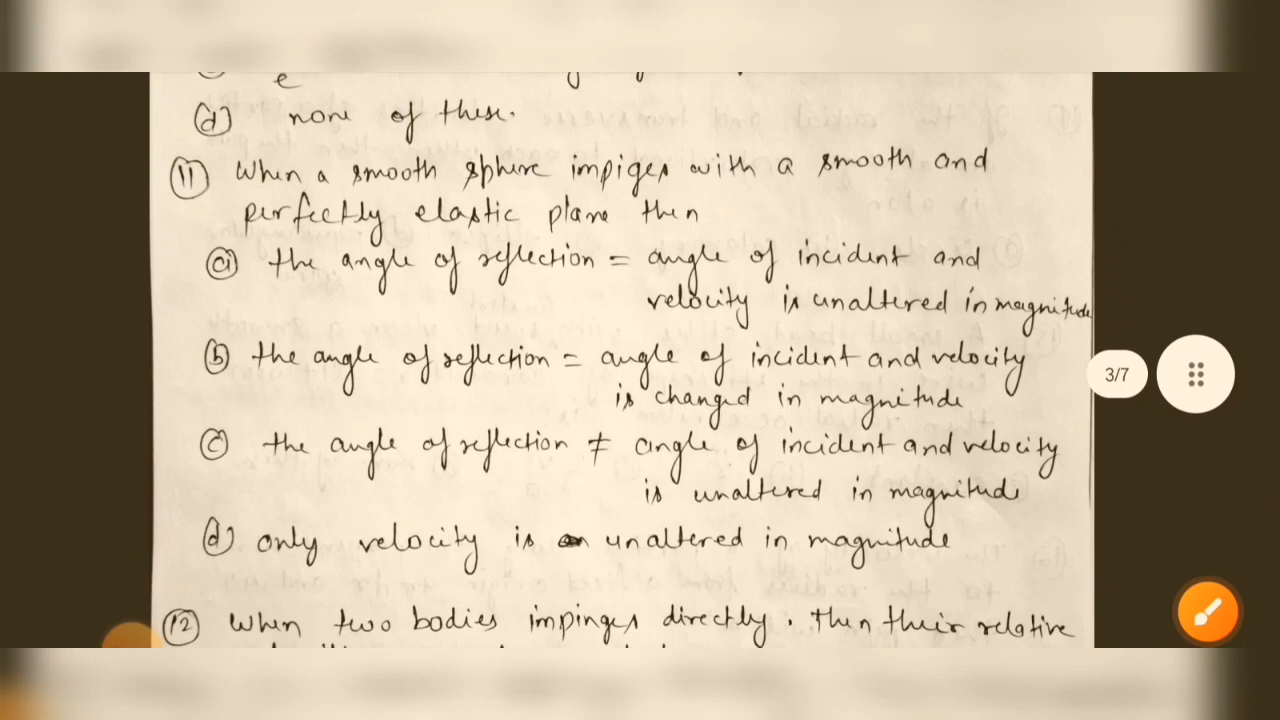 e
(d) none of these.
(11) When a smooth sphere impiges with a smooth and
perfectly elastic plane then
(a) the angle of reflection = angle of incident and
velocity is unaltered in magnitude
(b) the angle of reflection = angle of incident and velocity
is changed in magnitude
(c) the angle of reflection ≠ angle of incident and velocity
is unaltered in magnitude
(d) only velocity is unaltered in magnitude
(12) When two bodies impinges directly. Then their relative
3/7